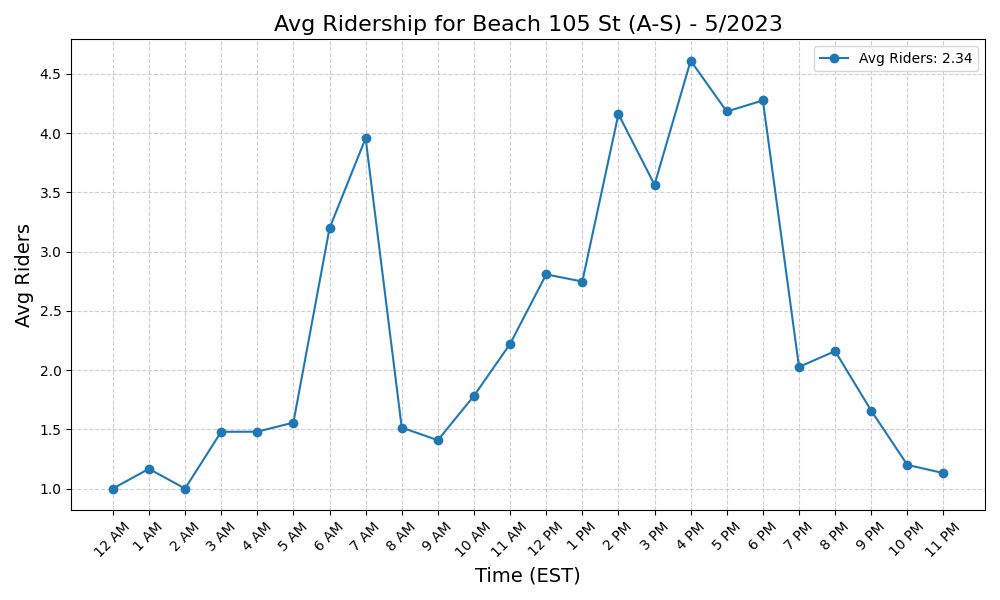 Avg Ridership for Beach 105 St (A-S) - 5/2023
Avg Riders: 2.34
Avg Riders
4.5
4.0
3.5
3.0
2.5
2.0
1.5
1.0
12 AM
1 AM
2 AM
3 AM
4 AM
5 AM
6 AM
7 AM
8 AM
9 AM
10 AM
11 AM
12 PM
1 PM
2 PM
3 PM
4 PM
5 PM
6 PM
7 PM
8 PM
9 PM
10 PM
11 PM
Time (EST)